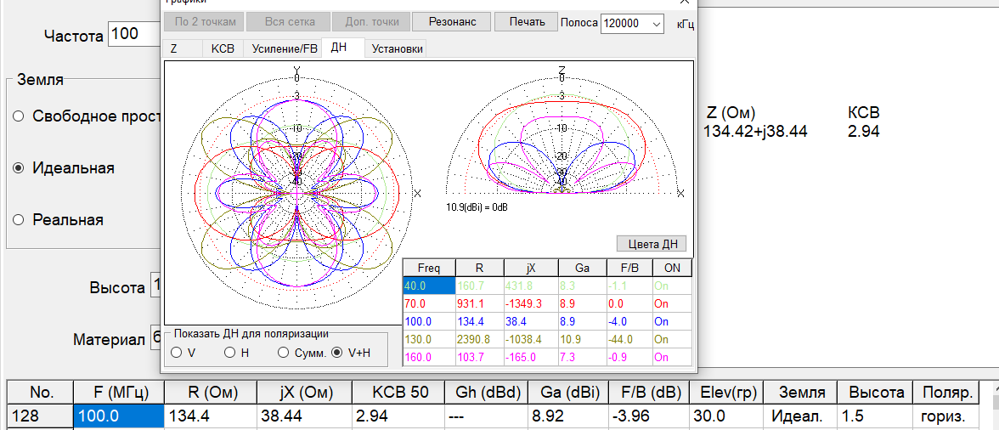 Графики
По 2 точкам Вся сетка Доп. точки Резонанс Печать Полоса 120000 кГц
Z КСВ Усиление/FB ДН Установки
Частота 100
Земля
Свободное прост
Идеальная
Реальная
Высота 1
Материал
Y
0
3
-10
-20
-30
-40
X
Z
0
3
-10
-20
-30
-40
X
10.9(dBi) = 0dB
Цвета ДН
Freq R jX Ga F/B ON
40.0 160.7 431.8 8.3 -1.1 On
70.0 931.1 -1349.3 8.9 0.0 On
100.0 134.4 38.4 8.9 -4.0 On
130.0 2390.8 -1038.4 10.9 -44.0 On
160.0 103.7 -165.0 7.3 -0.9 On
Показать ДН для поляризации
V H Сумм. V+H
Z (Ом) КСВ
134.42+j38.44 2.94
No. F (МГц) R (Ом) jX (Ом) КСВ 50 Gh (dBd) Ga (dBi) F/B (dB) Elev(гр) Земля Высота Поляр.
128 100.0 134.4 38.44 2.94 --- 8.92 -3.96 30.0 Идеал. 1.5 гориз.